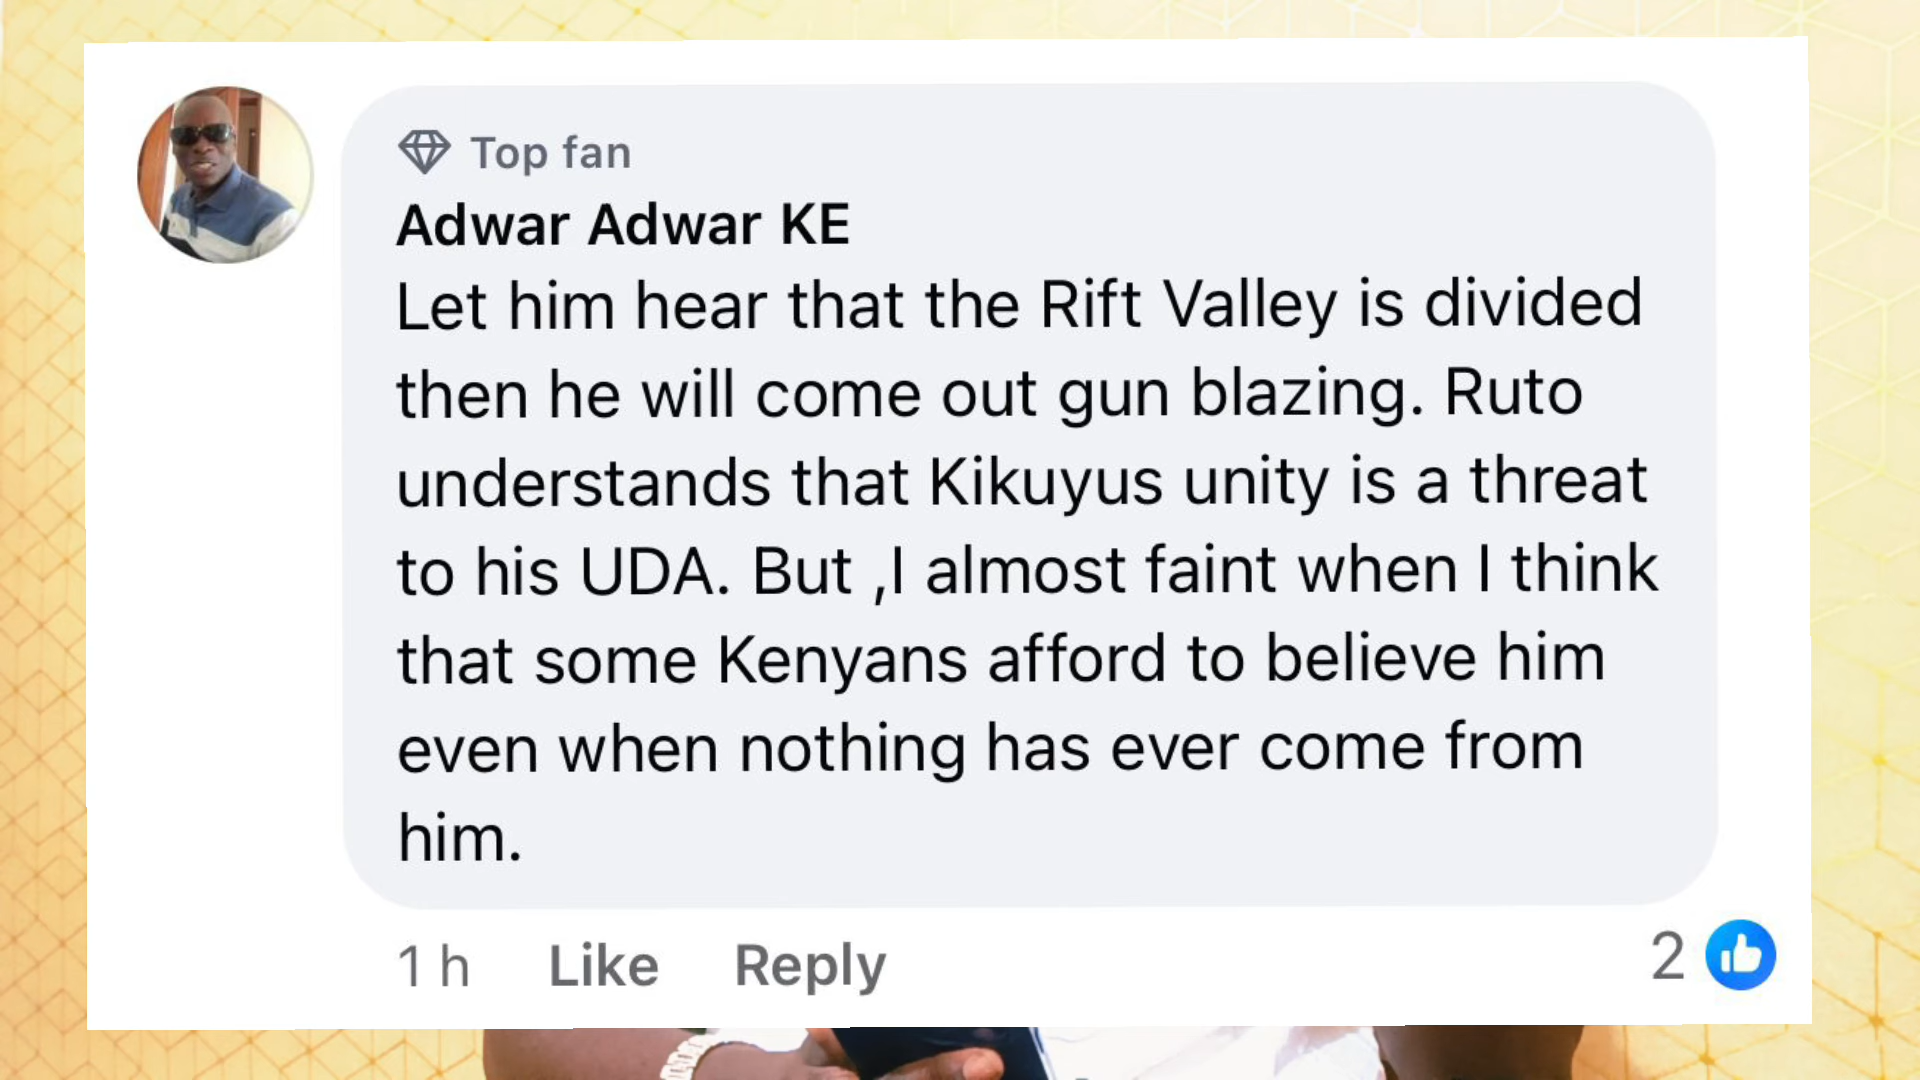 Top fan
Adwar Adwar KE
Let him hear that the Rift Valley is divided
then he will come out gun blazing. Ruto
understands that Kikuyus unity is a threat
to his UDA. But ,I almost faint when I think
that some Kenyans afford to believe him
even when nothing has ever come from
him.
1 h Like Reply 2